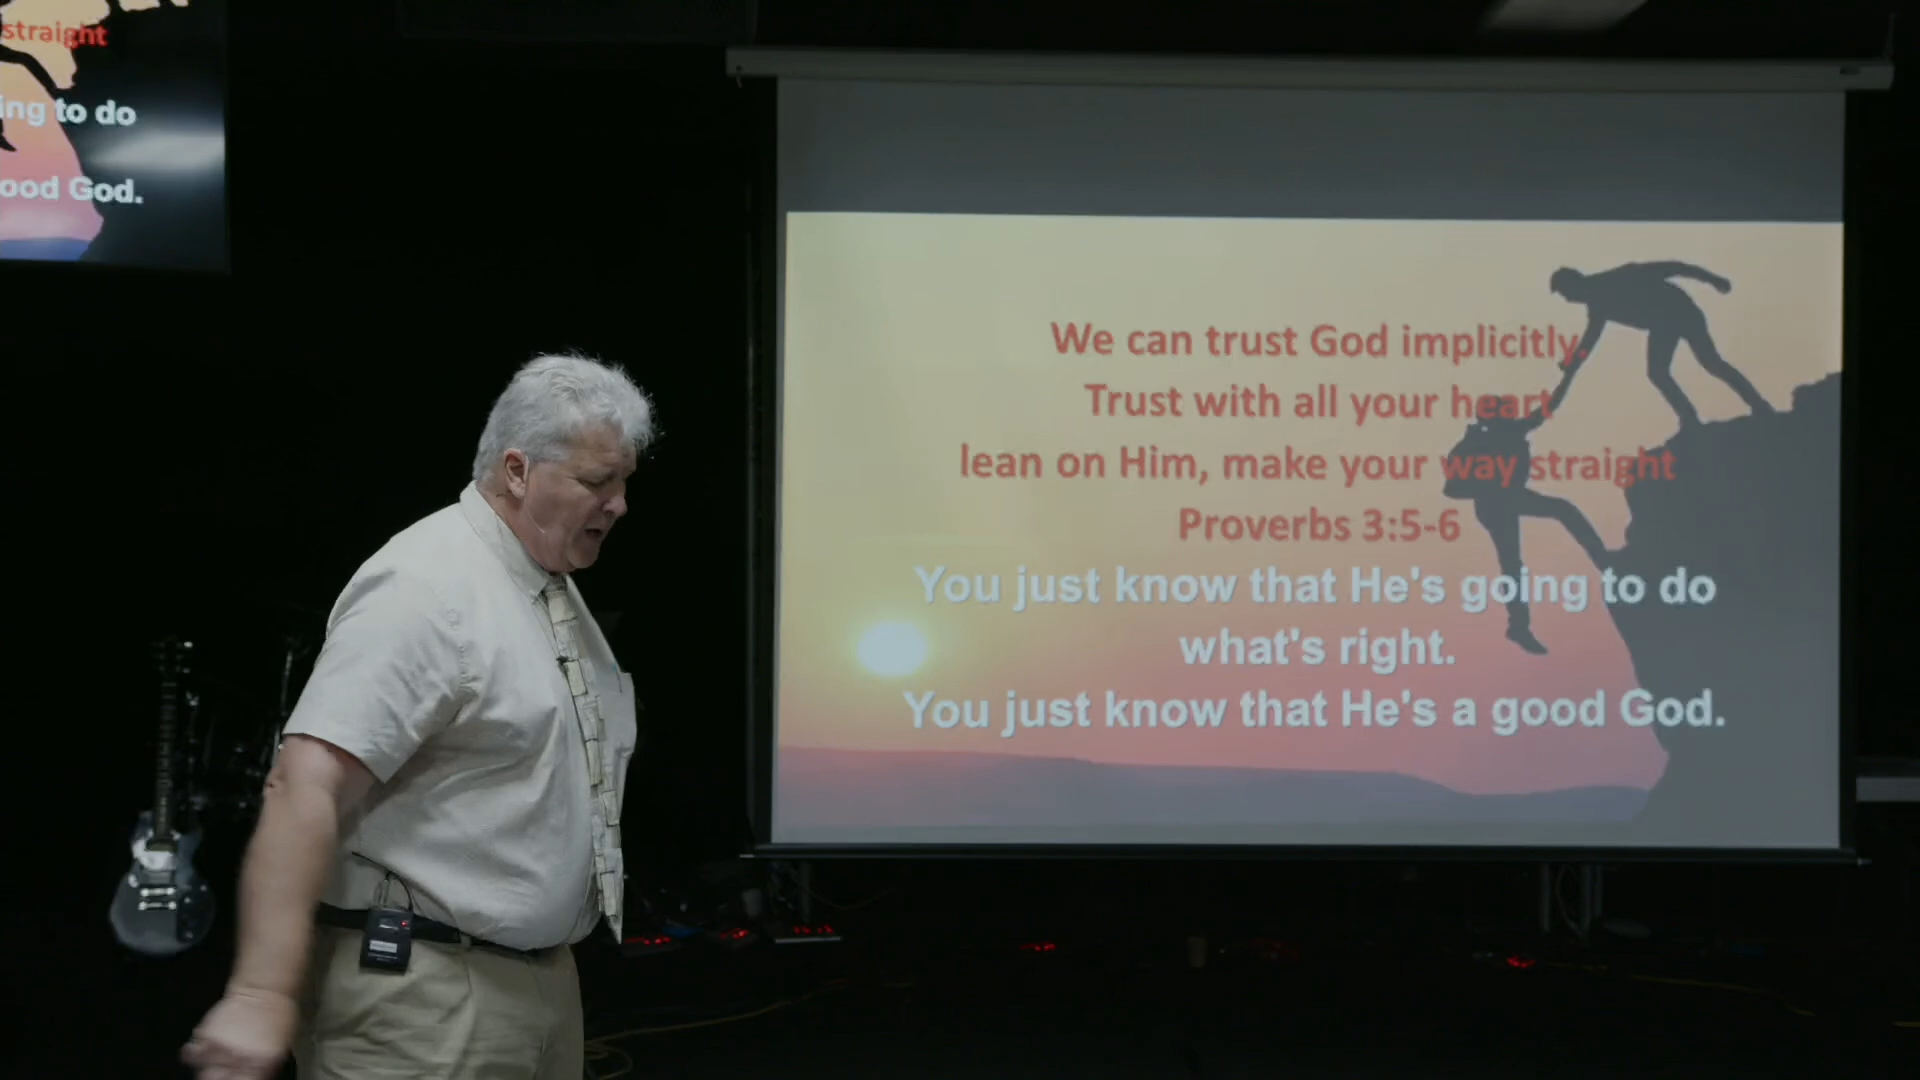 straight
ing to do
ood God.
We can trust God implicitly.
Trust with all your heart
lean on Him, make your way straight
Proverbs 3:5-6
You just know that He's going to do
what's right.
You just know that He's a good God.